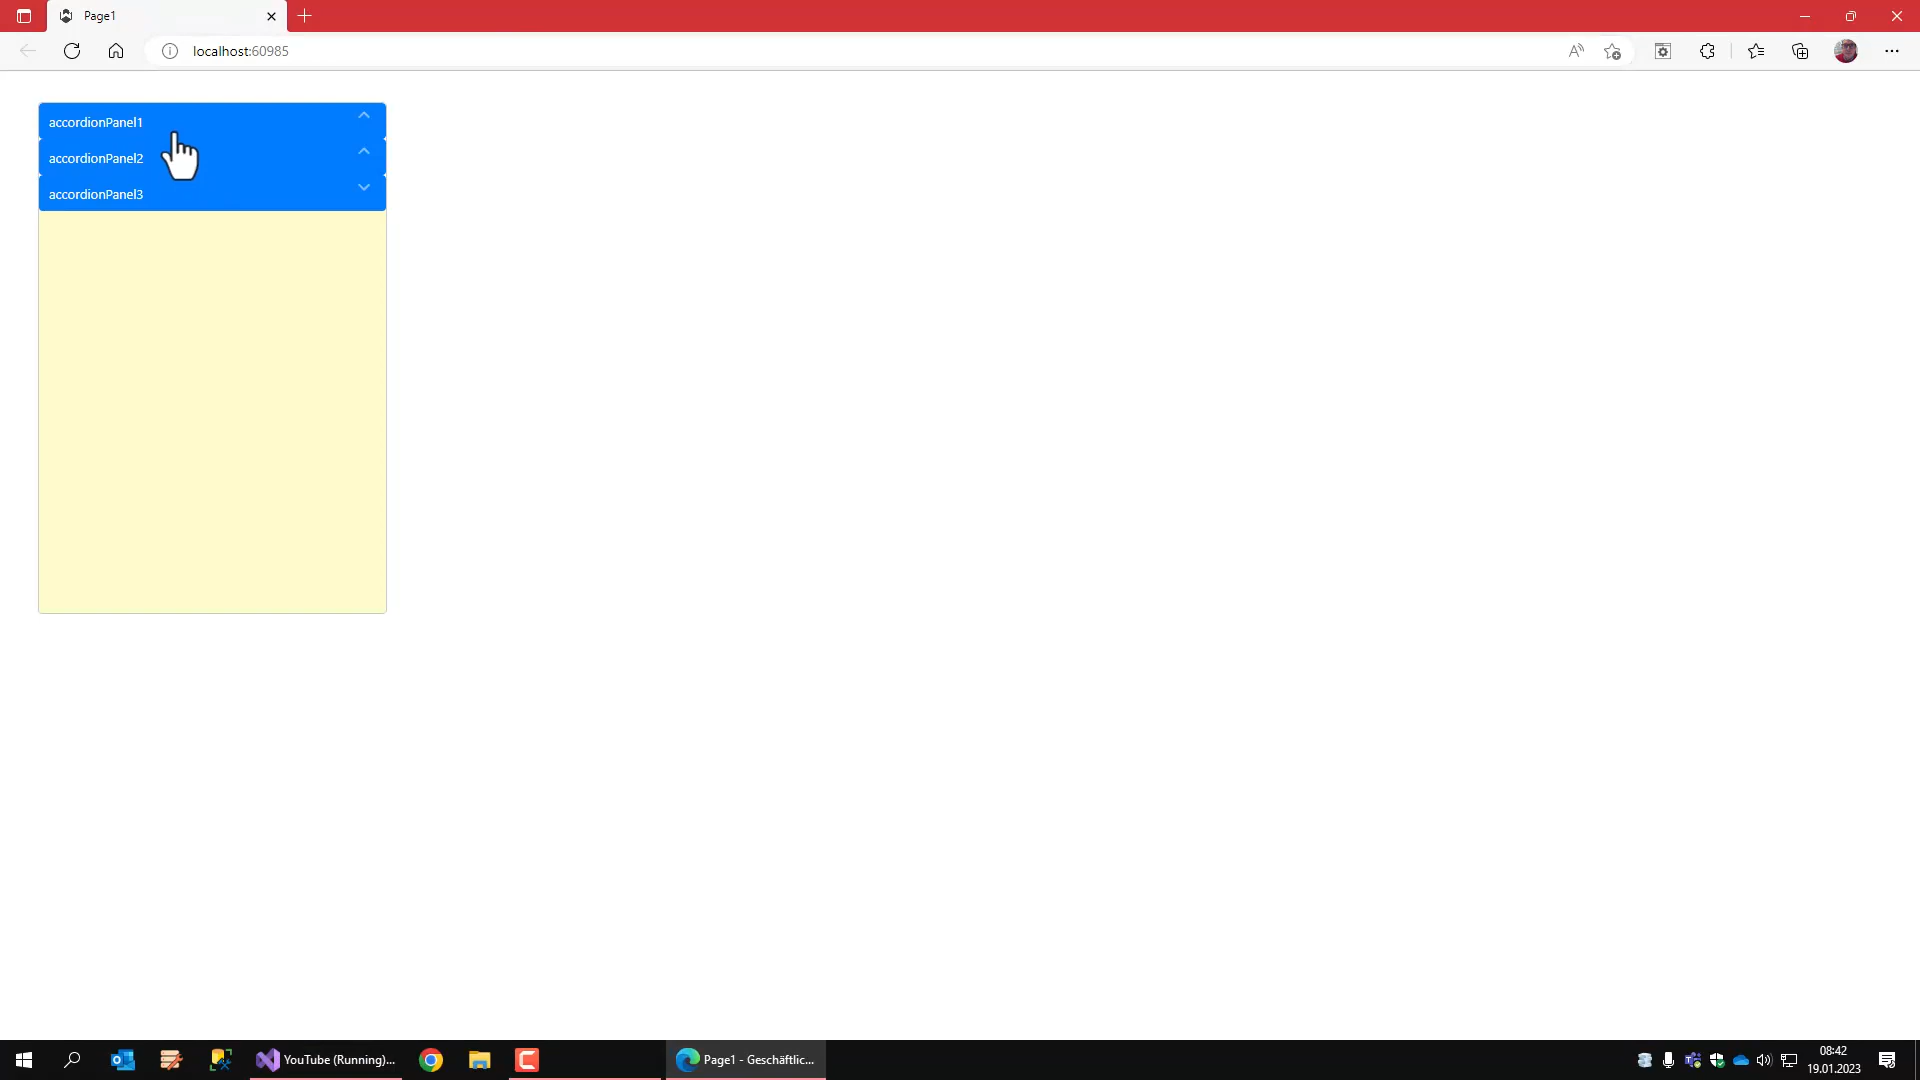 Page1
localhost:60985
accordionPanel1
accordionPanel2
accordionPanel3
YouTube (Running)...
Page1 - Geschäftlic...
08:42
19.01.2023